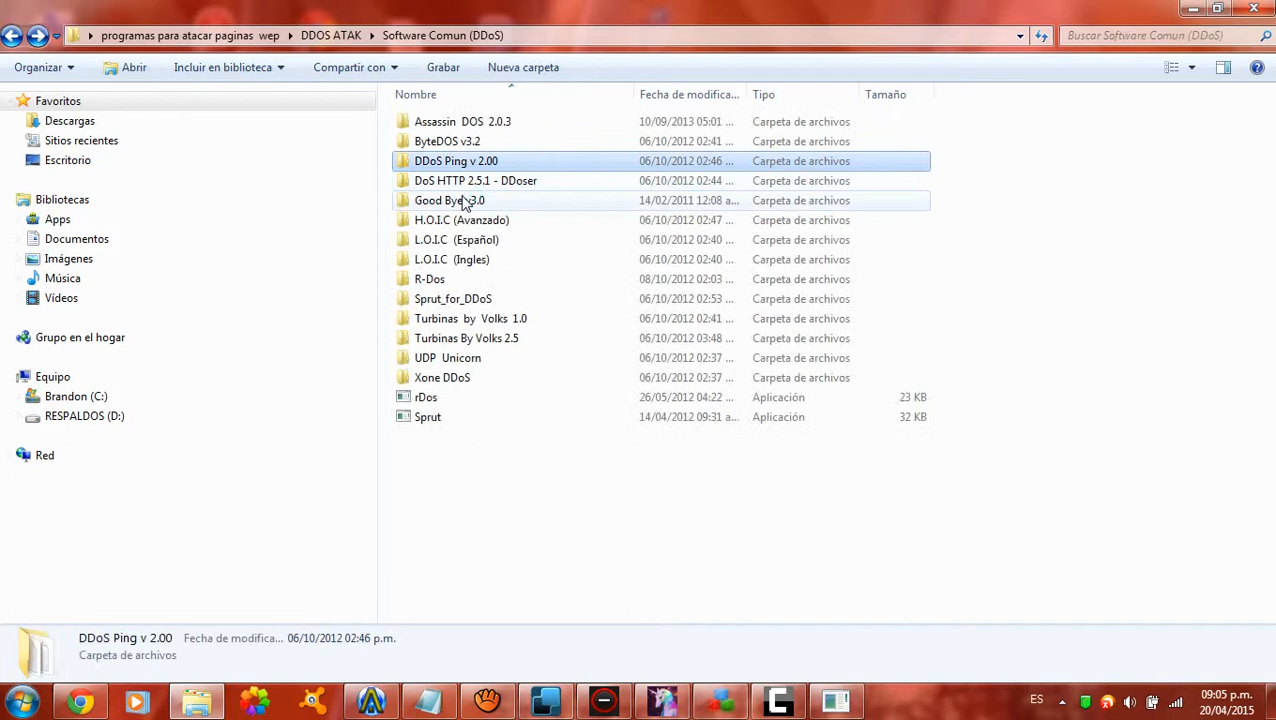 programas para atacar paginas wep ▸ DDOS ATAK ▸ Software Comun (DDoS)
Buscar Software Comun (DDoS)
Organizar Abrir Incluir en biblioteca Compartir con Grabar Nueva carpeta
Favoritos
Descargas
Sitios recientes
Escritorio
Bibliotecas
Apps
Documentos
Imágenes
Música
Vídeos
Grupo en el hogar
Equipo
Brandon (C:)
RESPALDOS (D:)
Red
Nombre Fecha de modifica... Tipo Tamaño
Assassin DOS 2.0.3 10/09/2013 05:01 ... Carpeta de archivos
ByteDOS v3.2 06/10/2012 02:41 ... Carpeta de archivos
DDoS Ping v 2.00 06/10/2012 02:46 ... Carpeta de archivos
DoS HTTP 2.5.1 - DDoser 06/10/2012 02:44 ... Carpeta de archivos
Good Bye 3.0 14/02/2011 12:08 a... Carpeta de archivos
H.O.I.C (Avanzado) 06/10/2012 02:47 ... Carpeta de archivos
L.O.I.C (Español) 06/10/2012 02:40 ... Carpeta de archivos
L.O.I.C (Ingles) 06/10/2012 02:40 ... Carpeta de archivos
R-Dos 08/10/2012 02:03 ... Carpeta de archivos
Sprut_for_DDoS 06/10/2012 02:53 ... Carpeta de archivos
Turbinas by Volks 1.0 06/10/2012 02:41 ... Carpeta de archivos
Turbinas By Volks 2.5 06/10/2012 03:48 ... Carpeta de archivos
UDP Unicorn 06/10/2012 02:37 ... Carpeta de archivos
Xone DDoS 06/10/2012 02:37 ... Carpeta de archivos
rDos 26/05/2012 04:22 ... Aplicación 23 KB
Sprut 14/04/2012 09:31 a... Aplicación 32 KB
DDoS Ping v 2.00 Fecha de modifica... 06/10/2012 02:46 p.m.
Carpeta de archivos
ES
09:05 p.m.
20/04/2015